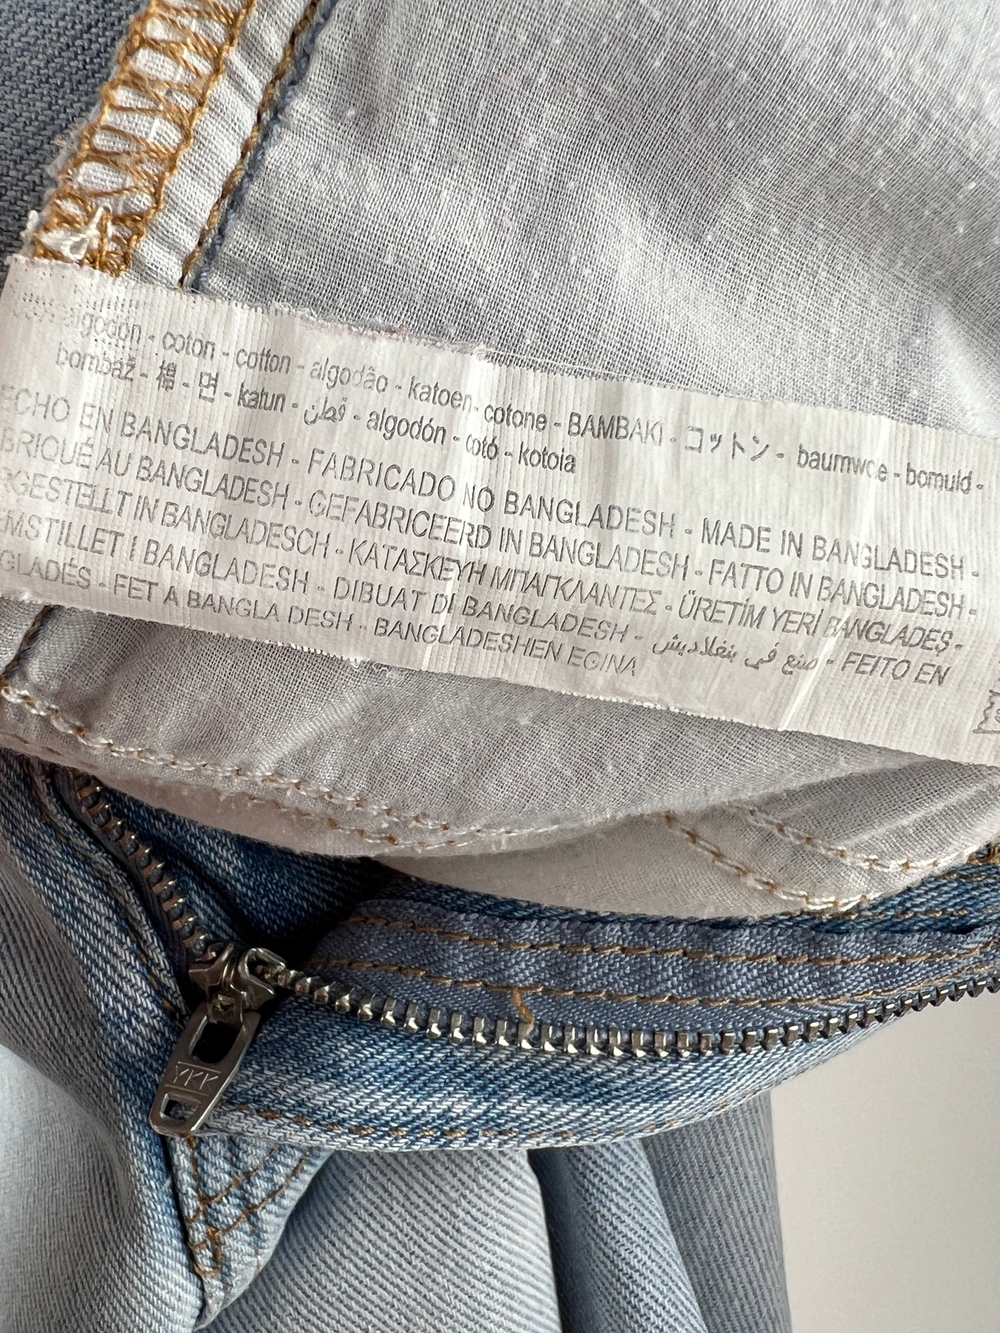 algodón - coton - cotton - algodão - katoen - cotone - BAMBAKI - コットン - baumwolle - bomuld -
bombaž - 棉 - 면 - katun - قطن - algodón - cotó - kotoia
ECHO EN BANGLADESH - FABRICADO NO BANGLADESH - MADE IN BANGLADESH -
BRIQUÉ AU BANGLADESH - GEFABRICEERD IN BANGLADESH - FATTO IN BANGLADESH -
RGESTELLT IN BANGLADESCH - ΚΑΤΑΣΚΕΥΗ ΜΠΑΓΚΛΑΝΤΕΣ - ÜRETİM YERİ BANGLADEŞ -
EMSTILLET I BANGLADESH - DIBUAT DI BANGLADESH - صنع في بنغلاديش - FEITO EN
GLADÉS - FET A BANGLA DESH - BANGLADESHEN EGINA
YKK